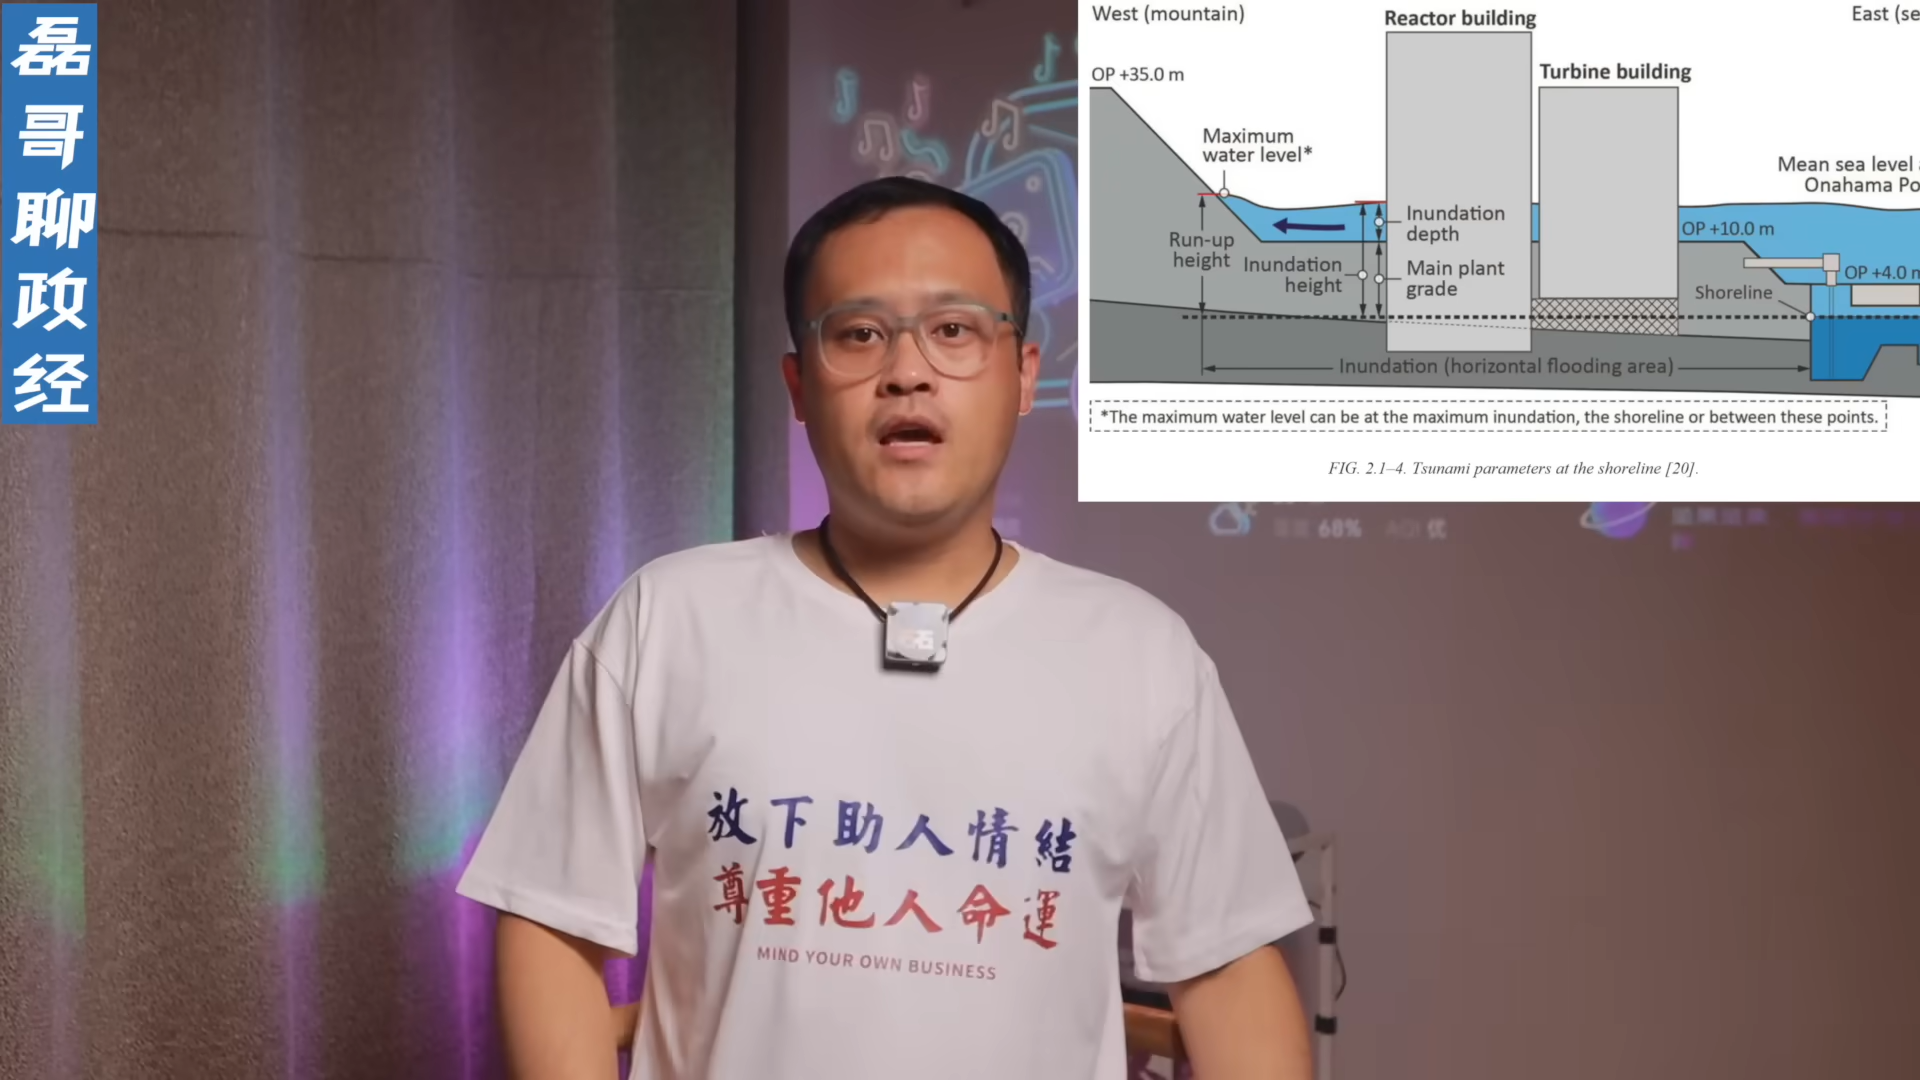 磊哥聊政经
West (mountain)
Reactor building
East (se
Turbine building
OP +35.0 m
Maximum
water level*
Mean sea level
Onahama Po
Inundation
depth
OP +10.0 m
Run-up
height
Inundation
height
Main plant
grade
OP +4.0 m
Shoreline
Inundation (horizontal flooding area)
*The maximum water level can be at the maximum inundation, the shoreline or between these points.
FIG. 2.1–4. Tsunami parameters at the shoreline [20].
68% AQI 优
石
放下助人情結
尊重他人命運
MIND YOUR OWN BUSINESS